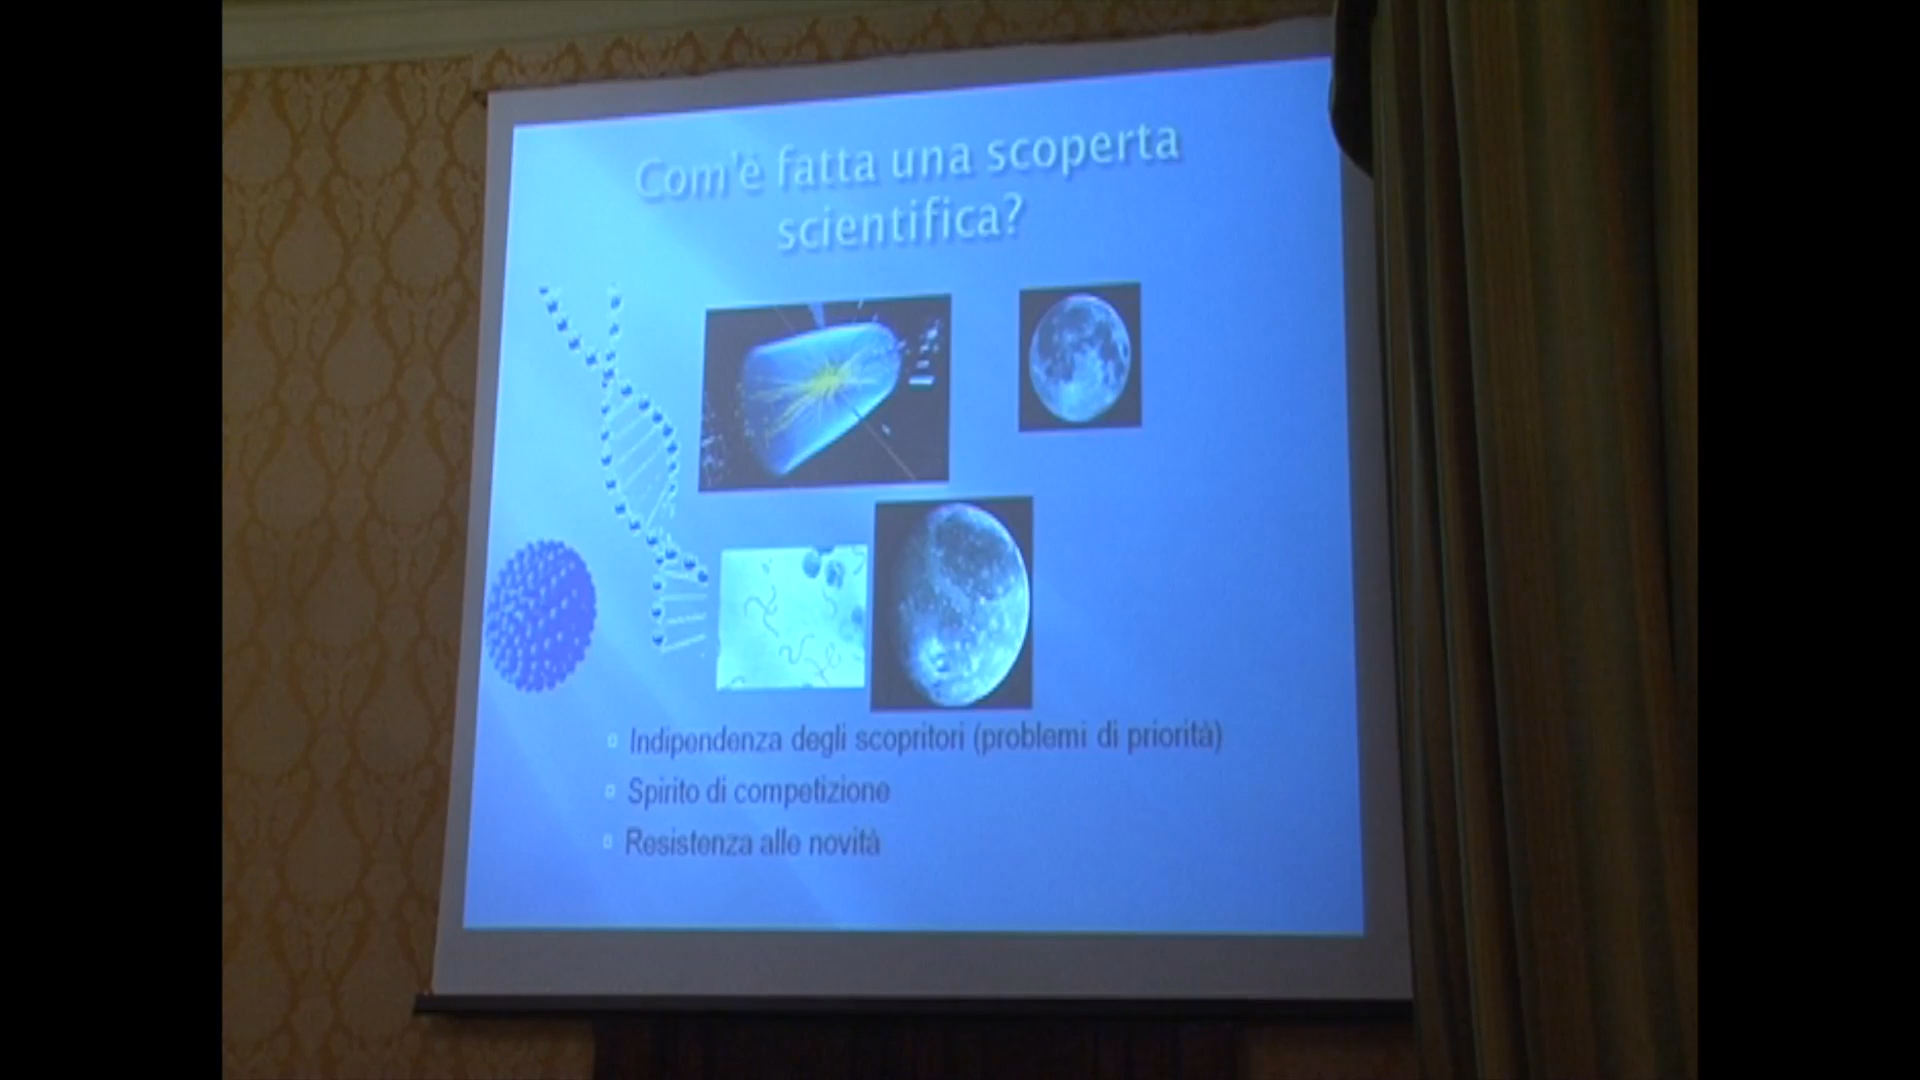 Com'è fatta una scoperta
scientifica?
Indipendenza degli scopritori (problemi di priorità)
Spirito di competizione
Resistenza alle novità